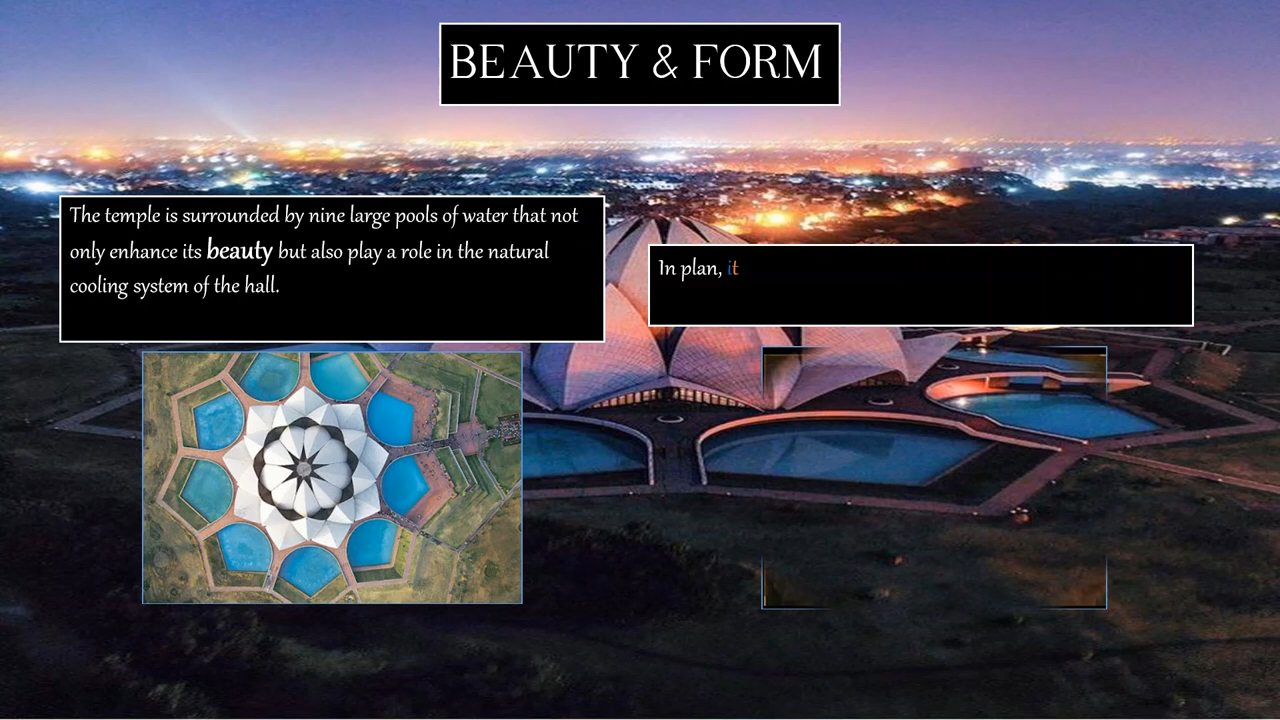 BEAUTY & FORM
The temple is surrounded by nine large pools of water that not
only enhance its beauty but also play a role in the natural
cooling system of the hall.
In plan, it